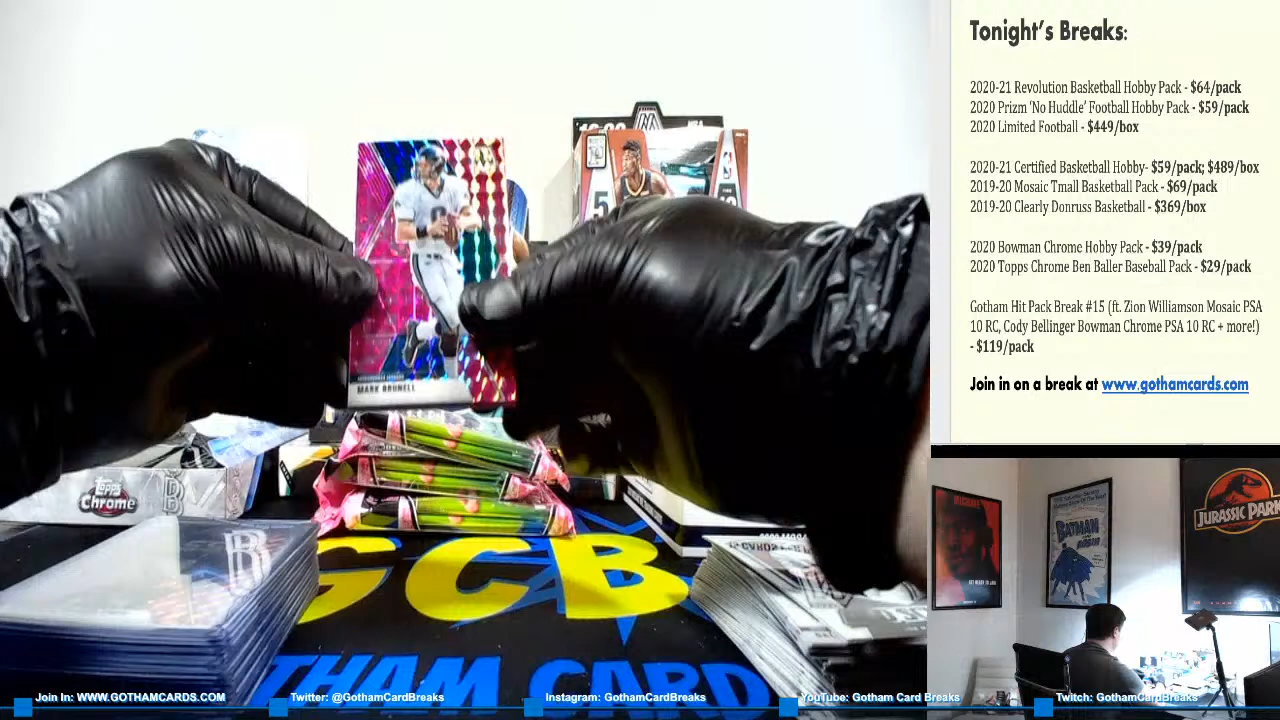 Tonight's Breaks:
2020-21 Revolution Basketball Hobby Pack - $64/pack
2020 Prizm 'No Huddle' Football Hobby Pack - $59/pack
2020 Limited Football - $449/box
2020-21 Certified Basketball Hobby- $59/pack; $489/box
2019-20 Mosaic Tmall Basketball Pack - $69/pack
2019-20 Clearly Donruss Basketball - $369/box
2020 Bowman Chrome Hobby Pack - $39/pack
2020 Topps Chrome Ben Baller Baseball Pack - $29/pack
Gotham Hit Pack Break #15 (ft. Zion Williamson Mosaic PSA
10 RC, Cody Bellinger Bowman Chrome PSA 10 RC + more!)
- $119/pack
Join in on a break at www.gothamcards.com
5
MARK BRUNELL
Topps
Chrome
B
GCB
THAM CARD
BATMAN
JURASSIC PARK
Join In: WWW.GOTHAMCARDS.COM
Twitter: @GothamCardBreaks
Instagram: GothamCardBreaks
YouTube: Gotham Card Breaks
Twitch: GothamCardBreaks